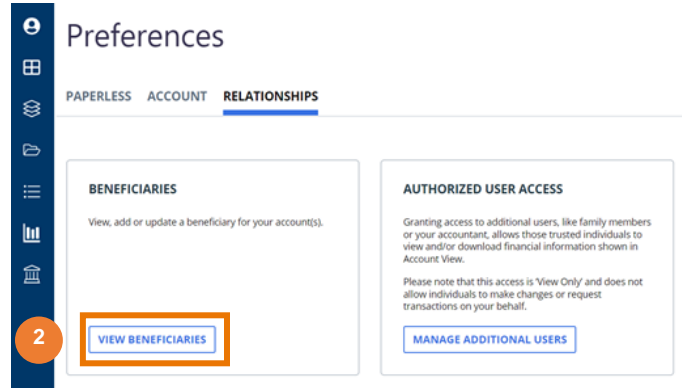 Preferences
PAPERLESS ACCOUNT RELATIONSHIPS
BENEFICIARIES
View, add or update a beneficiary for your account(s).
2
VIEW BENEFICIARIES
AUTHORIZED USER ACCESS
Granting access to additional users, like family members
or your accountant, allows those trusted individuals to
view and/or download financial information shown in
Account View.
Please note that this access is 'View Only' and does not
allow individuals to make changes or request
transactions on your behalf.
MANAGE ADDITIONAL USERS